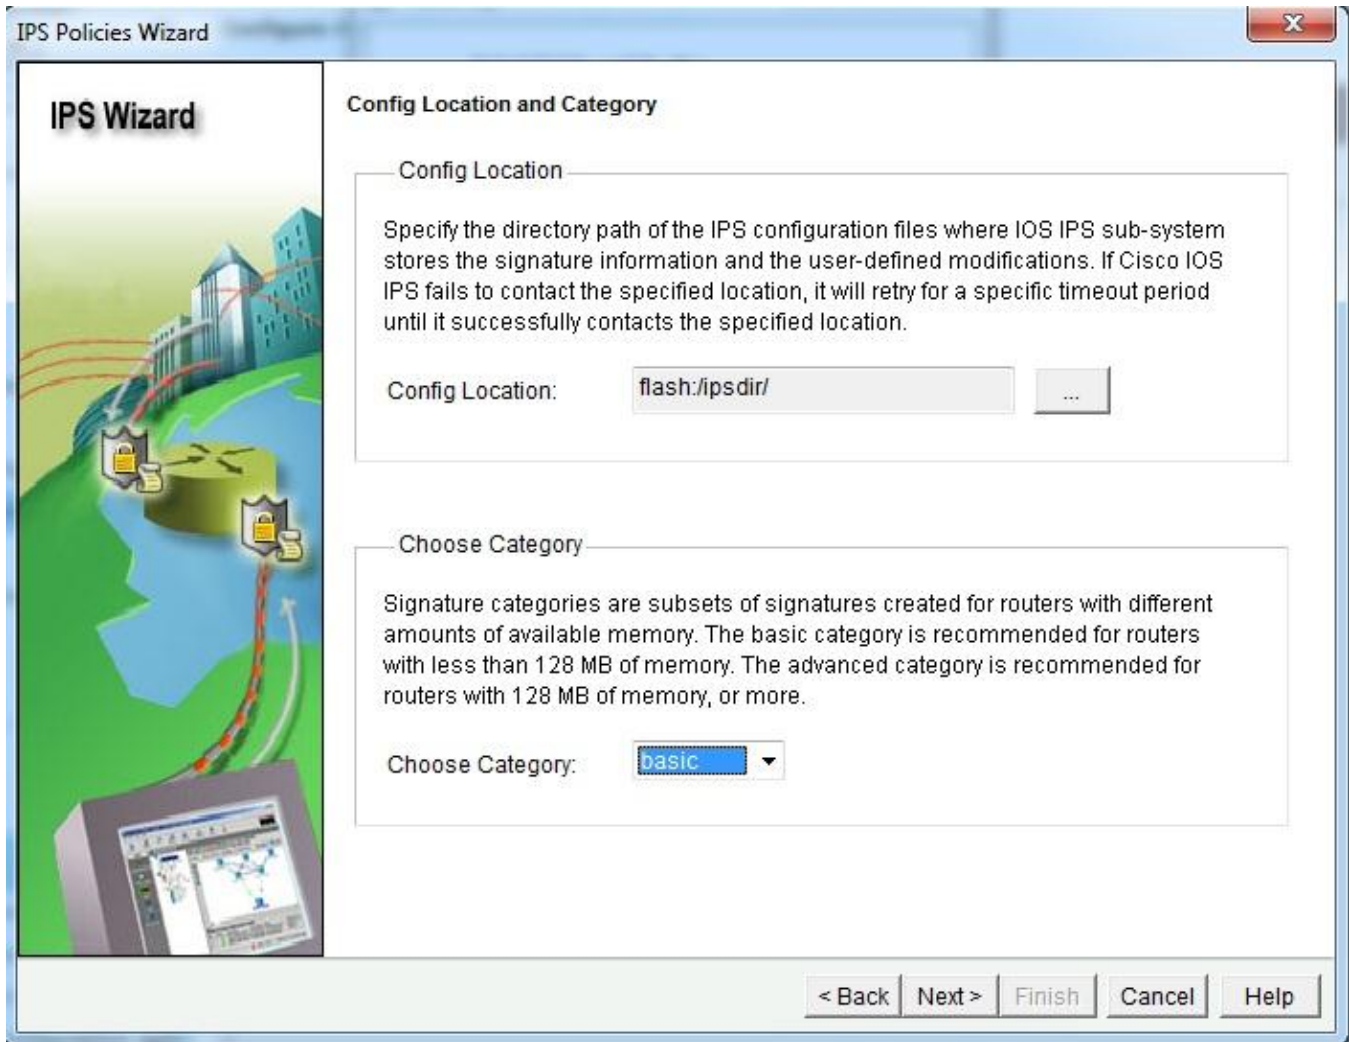 IPS Policies Wizard
IPS Wizard
Config Location and Category
Config Location
Specify the directory path of the IPS configuration files where IOS IPS sub-system
stores the signature information and the user-defined modifications. If Cisco IOS
IPS fails to contact the specified location, it will retry for a specific timeout period
until it successfully contacts the specified location.
Config Location:
flash:/ipsdir/
...
Choose Category
Signature categories are subsets of signatures created for routers with different
amounts of available memory. The basic category is recommended for routers
with less than 128 MB of memory. The advanced category is recommended for
routers with 128 MB of memory, or more.
Choose Category:
basic
< Back
Next >
Finish
Cancel
Help